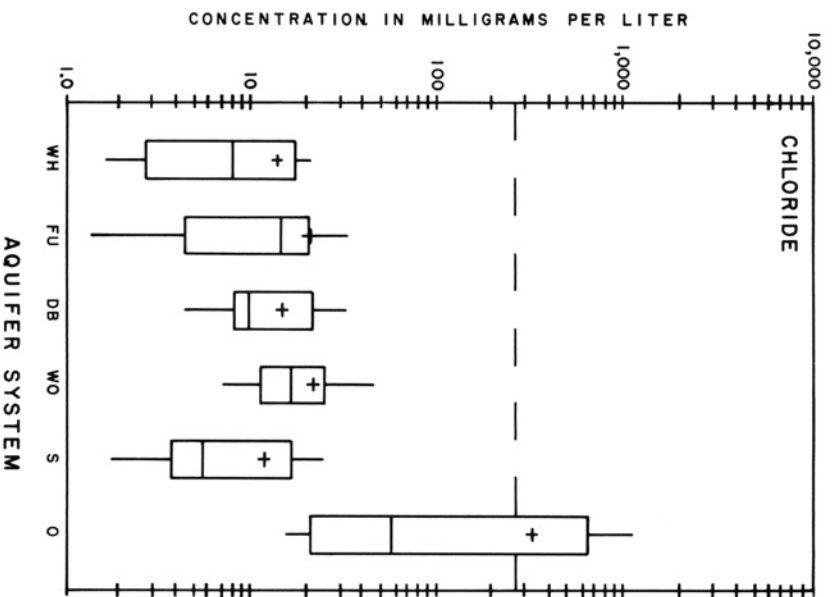 CONCENTRATION IN MILLIGRAMS PER LITER
1.0
10
100
1,000
10,000
CHLORIDE
WH
FU
DB
WO
S
O
AQUIFER SYSTEM